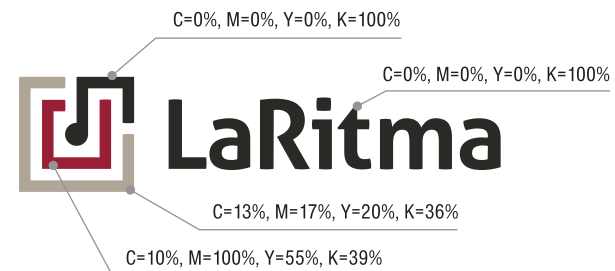 C=0%, M=0%, Y=0%, K=100%
C=0%, M=0%, Y=0%, K=100%
LaRitma
C=13%, M=17%, Y=20%, K=36%
C=10%, M=100%, Y=55%, K=39%